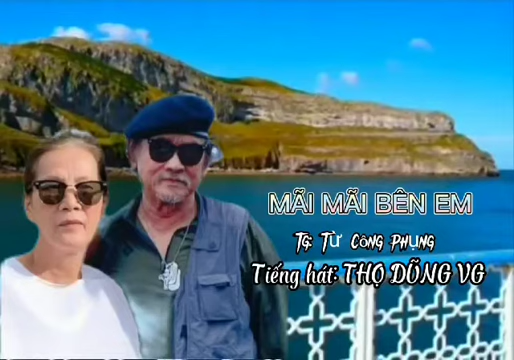 MÃI MÃI BÊN EM
Tg: Từ Công Phụng
Tiếng hát: THỌ DŨNG VG